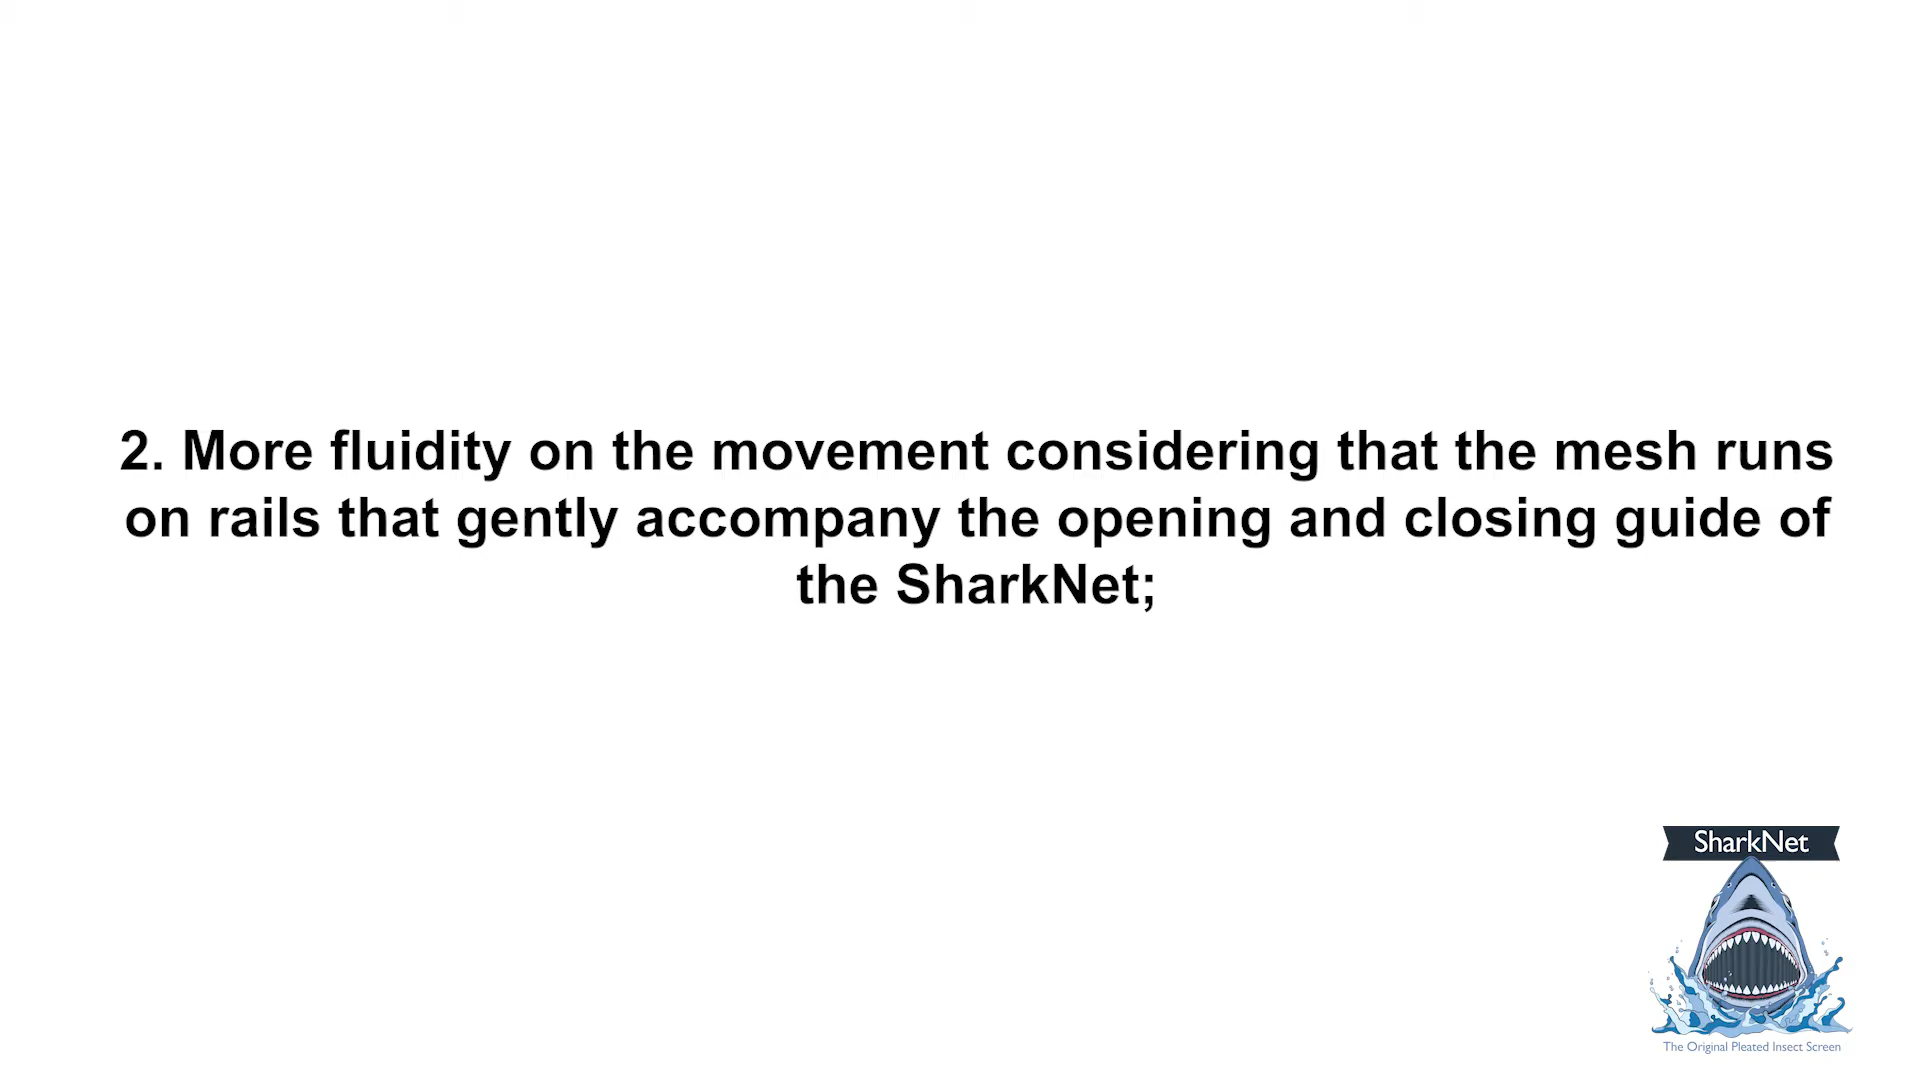 2. More fluidity on the movement considering that the mesh runs
on rails that gently accompany the opening and closing guide of
the SharkNet;
SharkNet
The Original Pleated Insect Screen